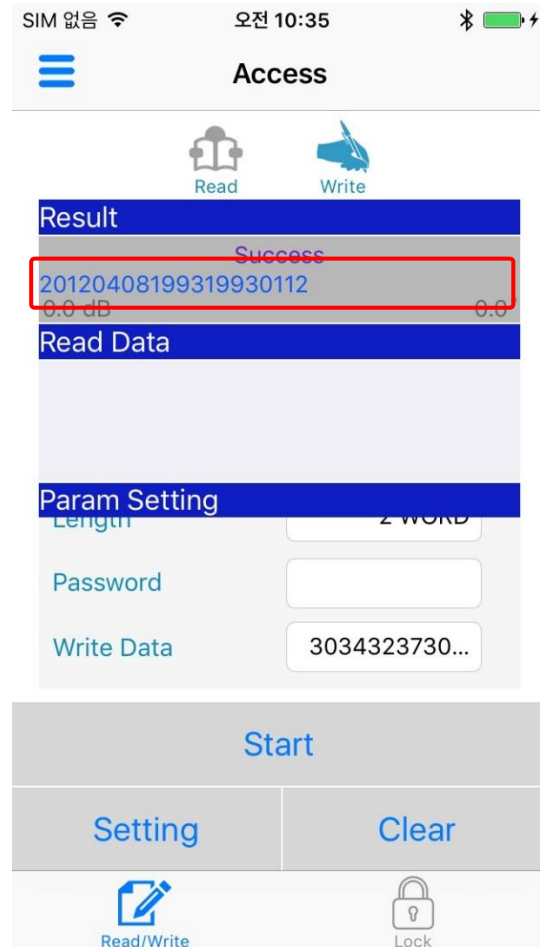 SIM 없음 오전 10:35
Access
Read Write
Result
Success
20120408199319930112
0.0 dB 0.0°
Read Data
Param Setting
Length 2 WORD
Password
Write Data 3034323730...
Start
Setting Clear
Read/Write Lock